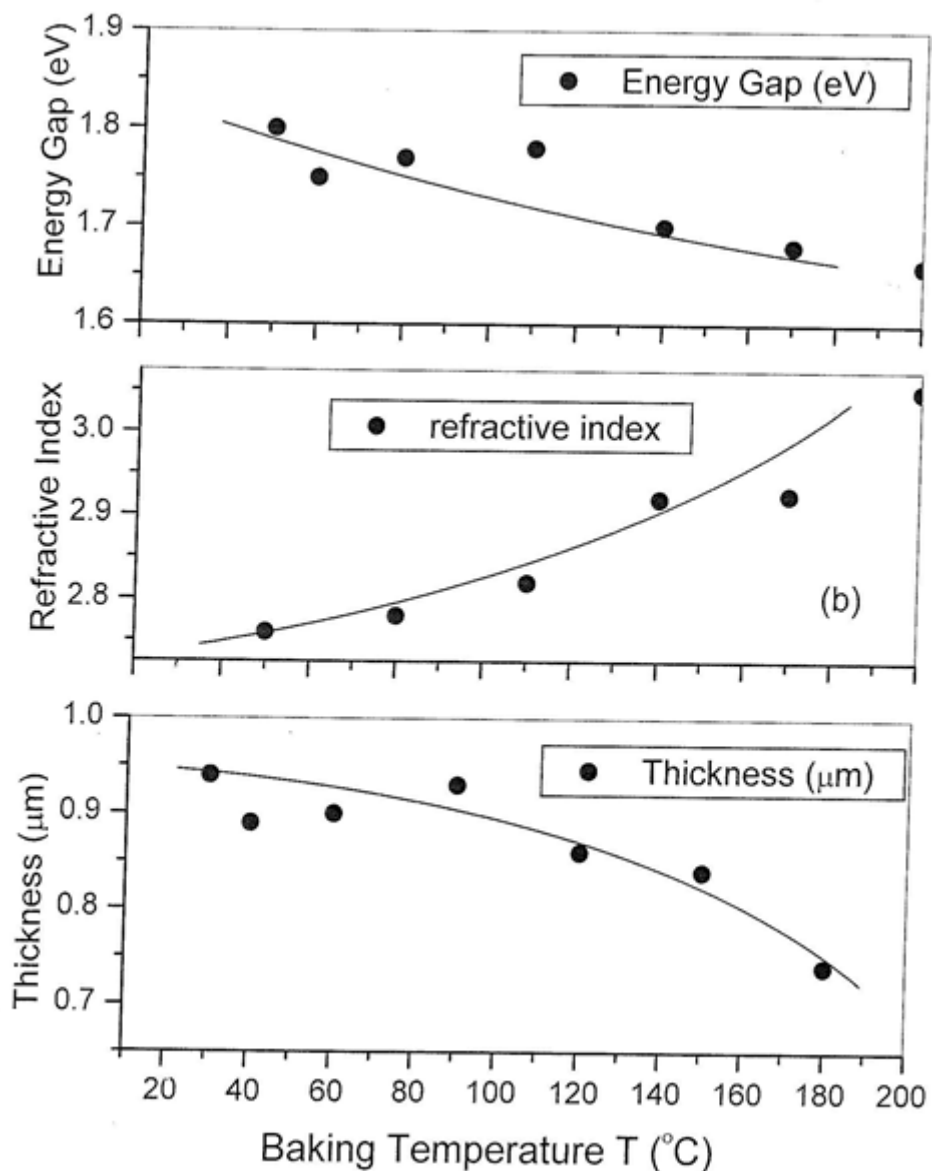 1.9
Energy Gap (eV)
1.8
Energy Gap (eV)
1.7
1.6
3.0
refractive index
Refractive Index
2.9
2.8
(b)
1.0
Thickness (μm)
0.9
Thickness (μm)
0.8
0.7
20 40 60 80 100 120 140 160 180 200
Baking Temperature T (°C)